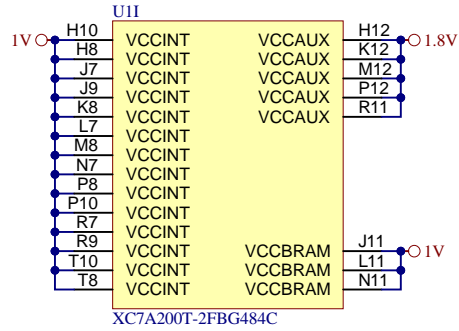 U1I
1V H10 VCCINT VCCAUX H12 1.8V
H8 VCCINT VCCAUX K12
J7 VCCINT VCCAUX M12
J9 VCCINT VCCAUX P12
K8 VCCINT VCCAUX R11
L7 VCCINT
M8 VCCINT
N7 VCCINT
P8 VCCINT
P10 VCCINT
R7 VCCINT
R9 VCCINT VCCBRAM J11 1V
T10 VCCINT VCCBRAM L11
T8 VCCINT VCCBRAM N11
XC7A200T-2FBG484C